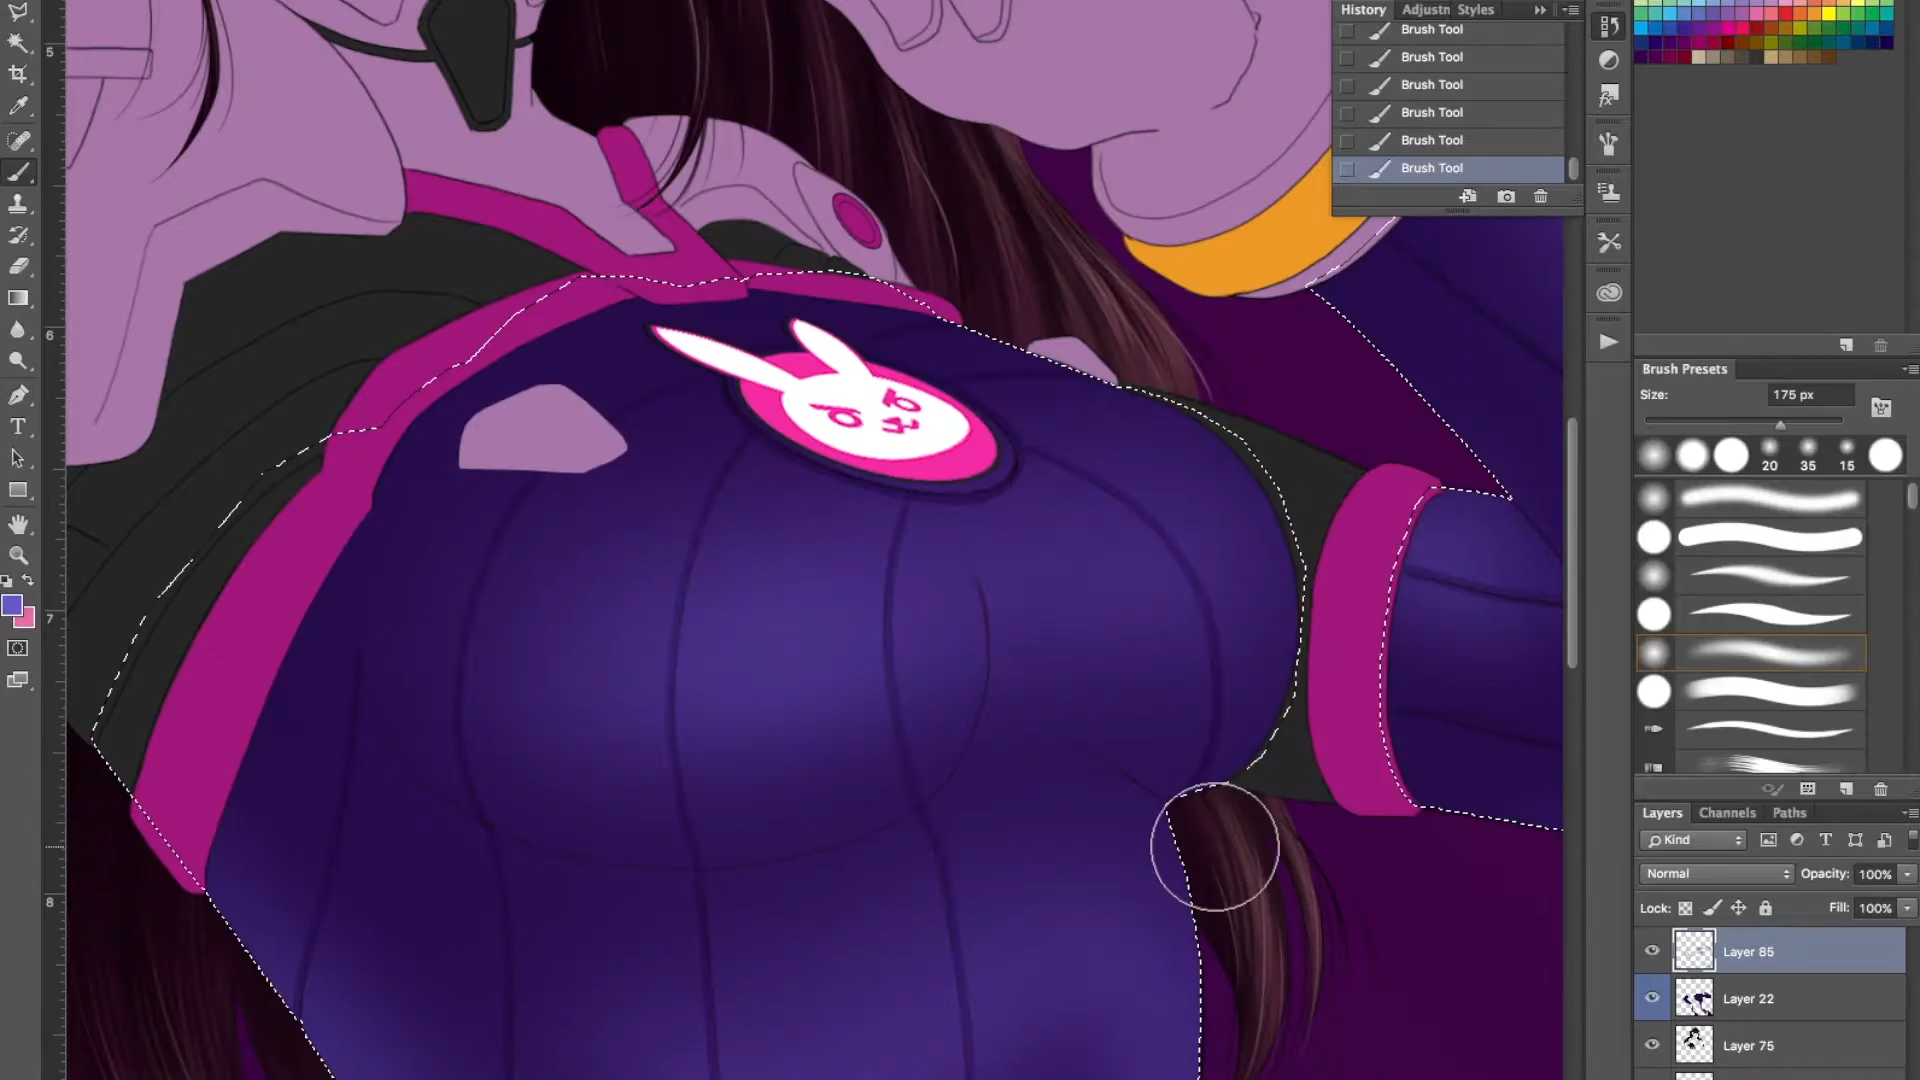 History Adjustn Styles
Brush Tool
Brush Tool
Brush Tool
Brush Tool
Brush Tool
Brush Tool
5
6
7
8
T
fx
Brush Presets
Size: 175 px
20 35 15
Layers Channels Paths
Kind
T
Normal Opacity: 100%
Lock: Fill: 100%
Layer 85
Layer 22
Layer 75